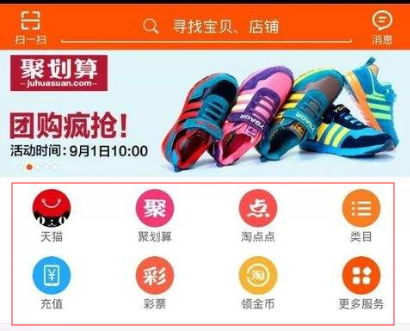 扫一扫
寻找宝贝、店铺
消息
聚划算
juhuasuan.com
团购疯抢!
活动时间:9月1日10:00
聚
点
天猫
聚划算
淘点点
类目
¥
彩
淘
充值
彩票
领金币
更多服务